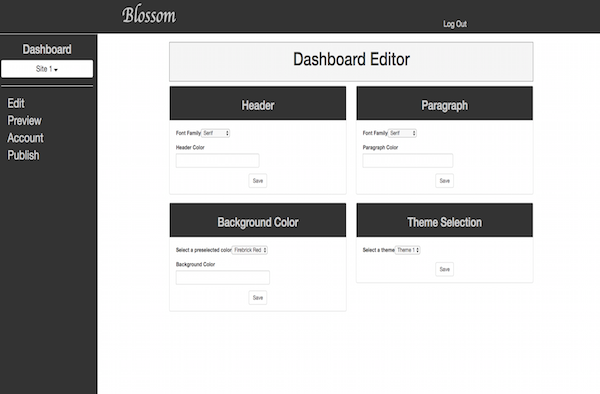 Blossom
Log Out
Dashboard
Site 1
Edit
Preview
Account
Publish
Dashboard Editor
Header
Font Family Serif
Header Color
Save
Paragraph
Font Family Serif
Paragraph Color
Save
Background Color
Select a preselected color Firebrick Red
Background Color
Save
Theme Selection
Select a theme Theme 1
Save